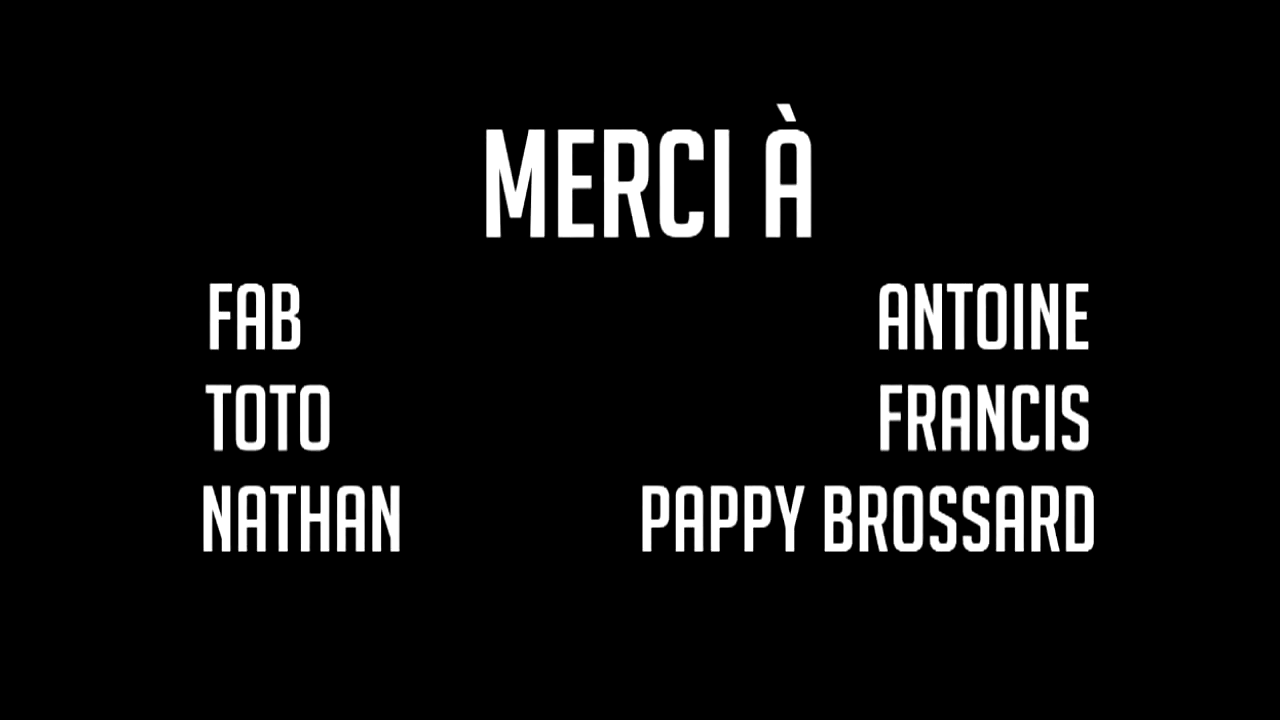 MERCI À
FAB
ANTOINE
TOTO
FRANCIS
NATHAN
PAPPY BROSSARD